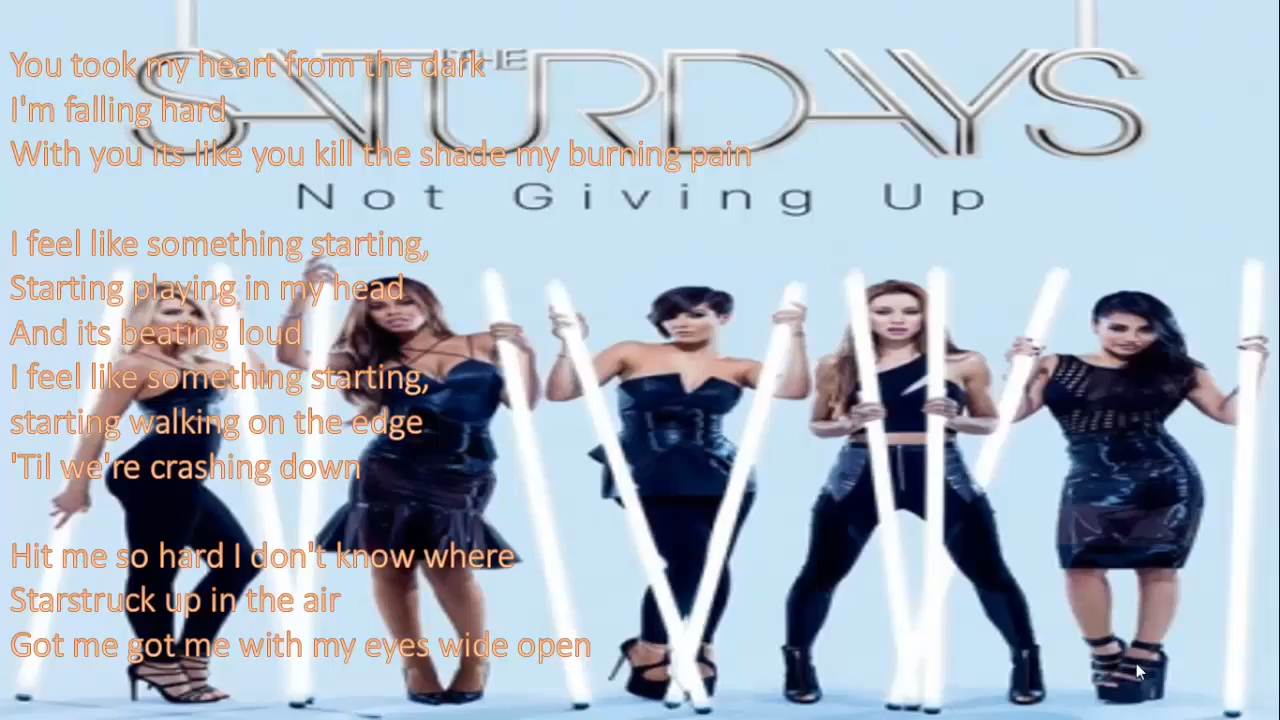 THE
SATURDAYS
Not Giving Up
You took my heart from the dark
I'm falling hard
With you its like you kill the shade my burning pain
I feel like something starting,
Starting playing in my head
And its beating loud
I feel like something starting,
starting walking on the edge
'Til we're crashing down
Hit me so hard I don't know where
Starstruck up in the air
Got me got me with my eyes wide open